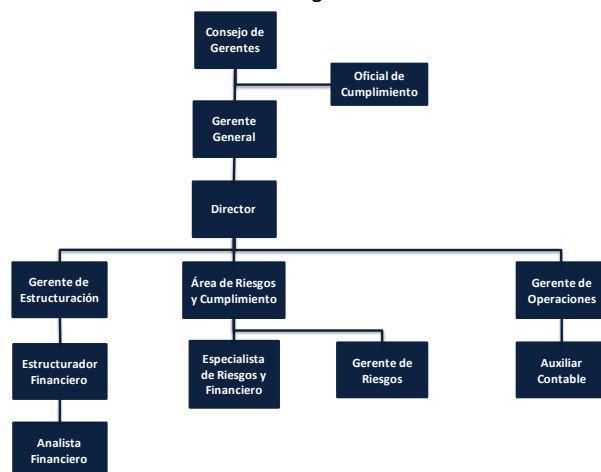 Consejo de
Gerentes
Oficial de
Cumplimiento
Gerente
General
Director
Gerente de
Estructuración
Área de Riesgos
y Cumplimiento
Gerente de
Operaciones
Estructurador
Financiero
Especialista
de Riesgos y
Financiero
Gerente de
Riesgos
Auxiliar
Contable
Analista
Financiero